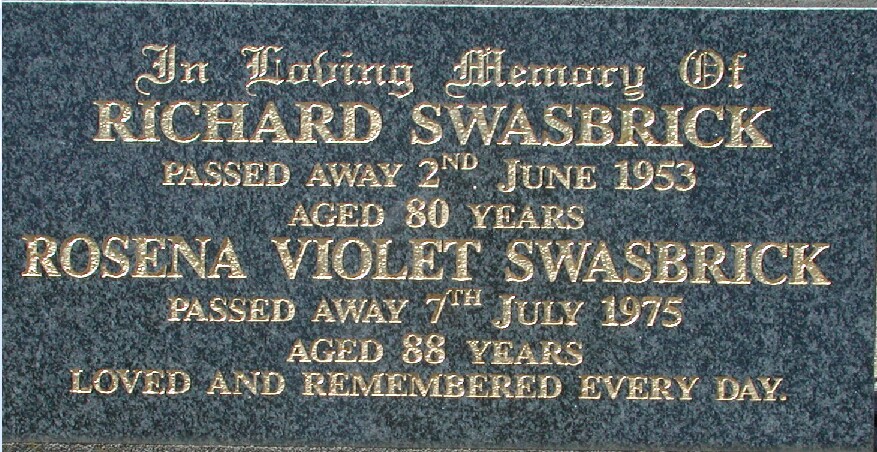 In Loving Memory Of
RICHARD SWASBRICK
PASSED AWAY 2ND. JUNE 1953
AGED 80 YEARS
ROSENA VIOLET SWASBRICK
PASSED AWAY 7TH JULY 1975
AGED 88 YEARS
LOVED AND REMEMBERED EVERY DAY.